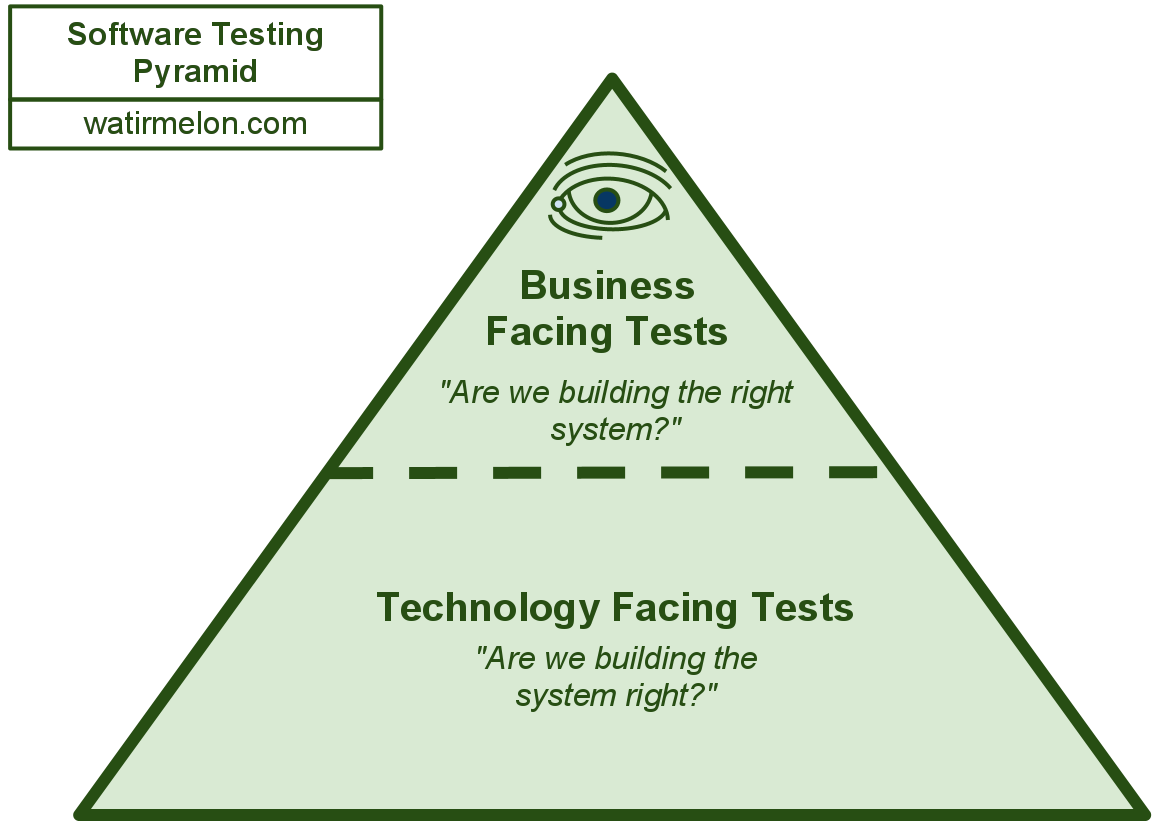 Software Testing
Pyramid
watirmelon.com
Business
Facing Tests
"Are we building the right
system?"
Technology Facing Tests
"Are we building the
system right?"